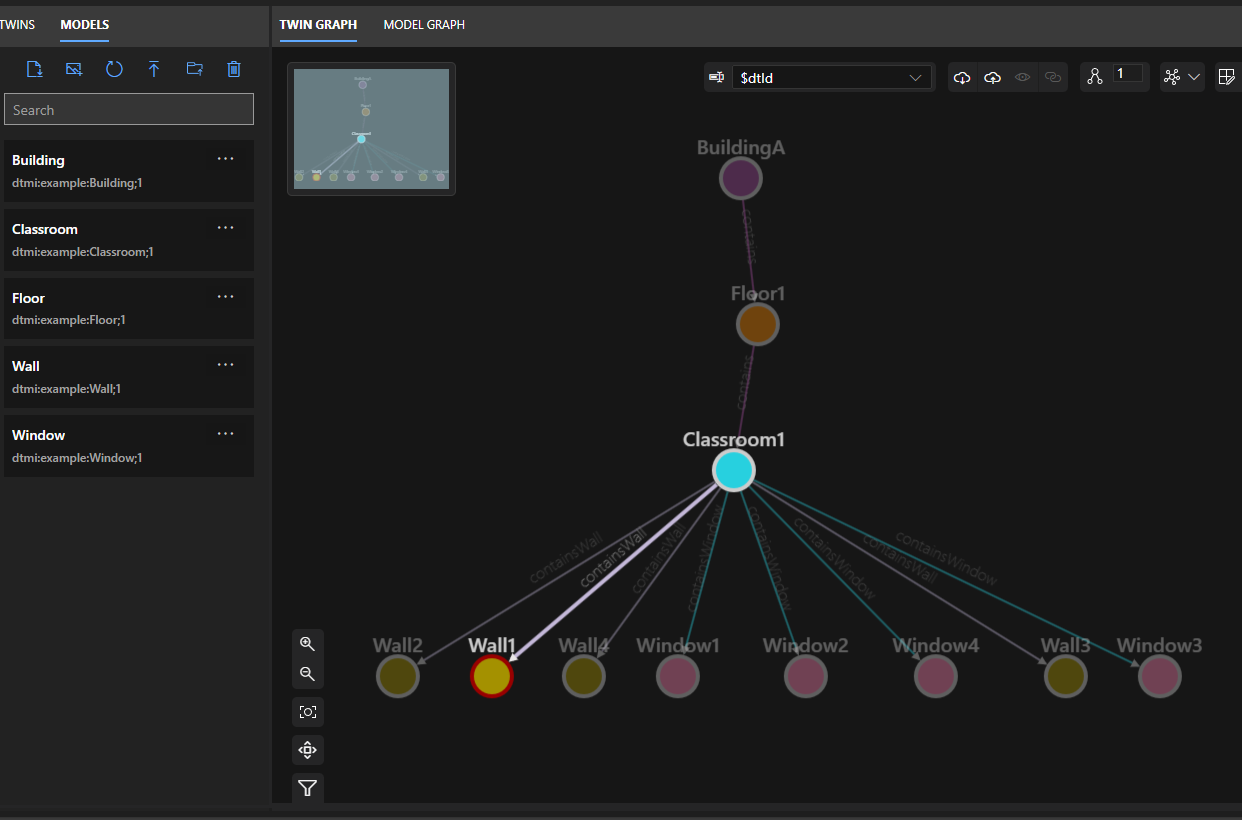 TWINS MODELS
TWIN GRAPH MODEL GRAPH
Search
$dtId
1
Building
dtmi:example:Building;1
Classroom
dtmi:example:Classroom;1
Floor
dtmi:example:Floor;1
Wall
dtmi:example:Wall;1
Window
dtmi:example:Window;1
BuildingA
contains
Floor1
contains
Classroom1
containsWall
containsWall
containsWall
containsWindow
containsWindow
containsWindow
containsWall
containsWindow
Wall2 Wall1 Wall4 Window1 Window2 Window4 Wall3 Window3